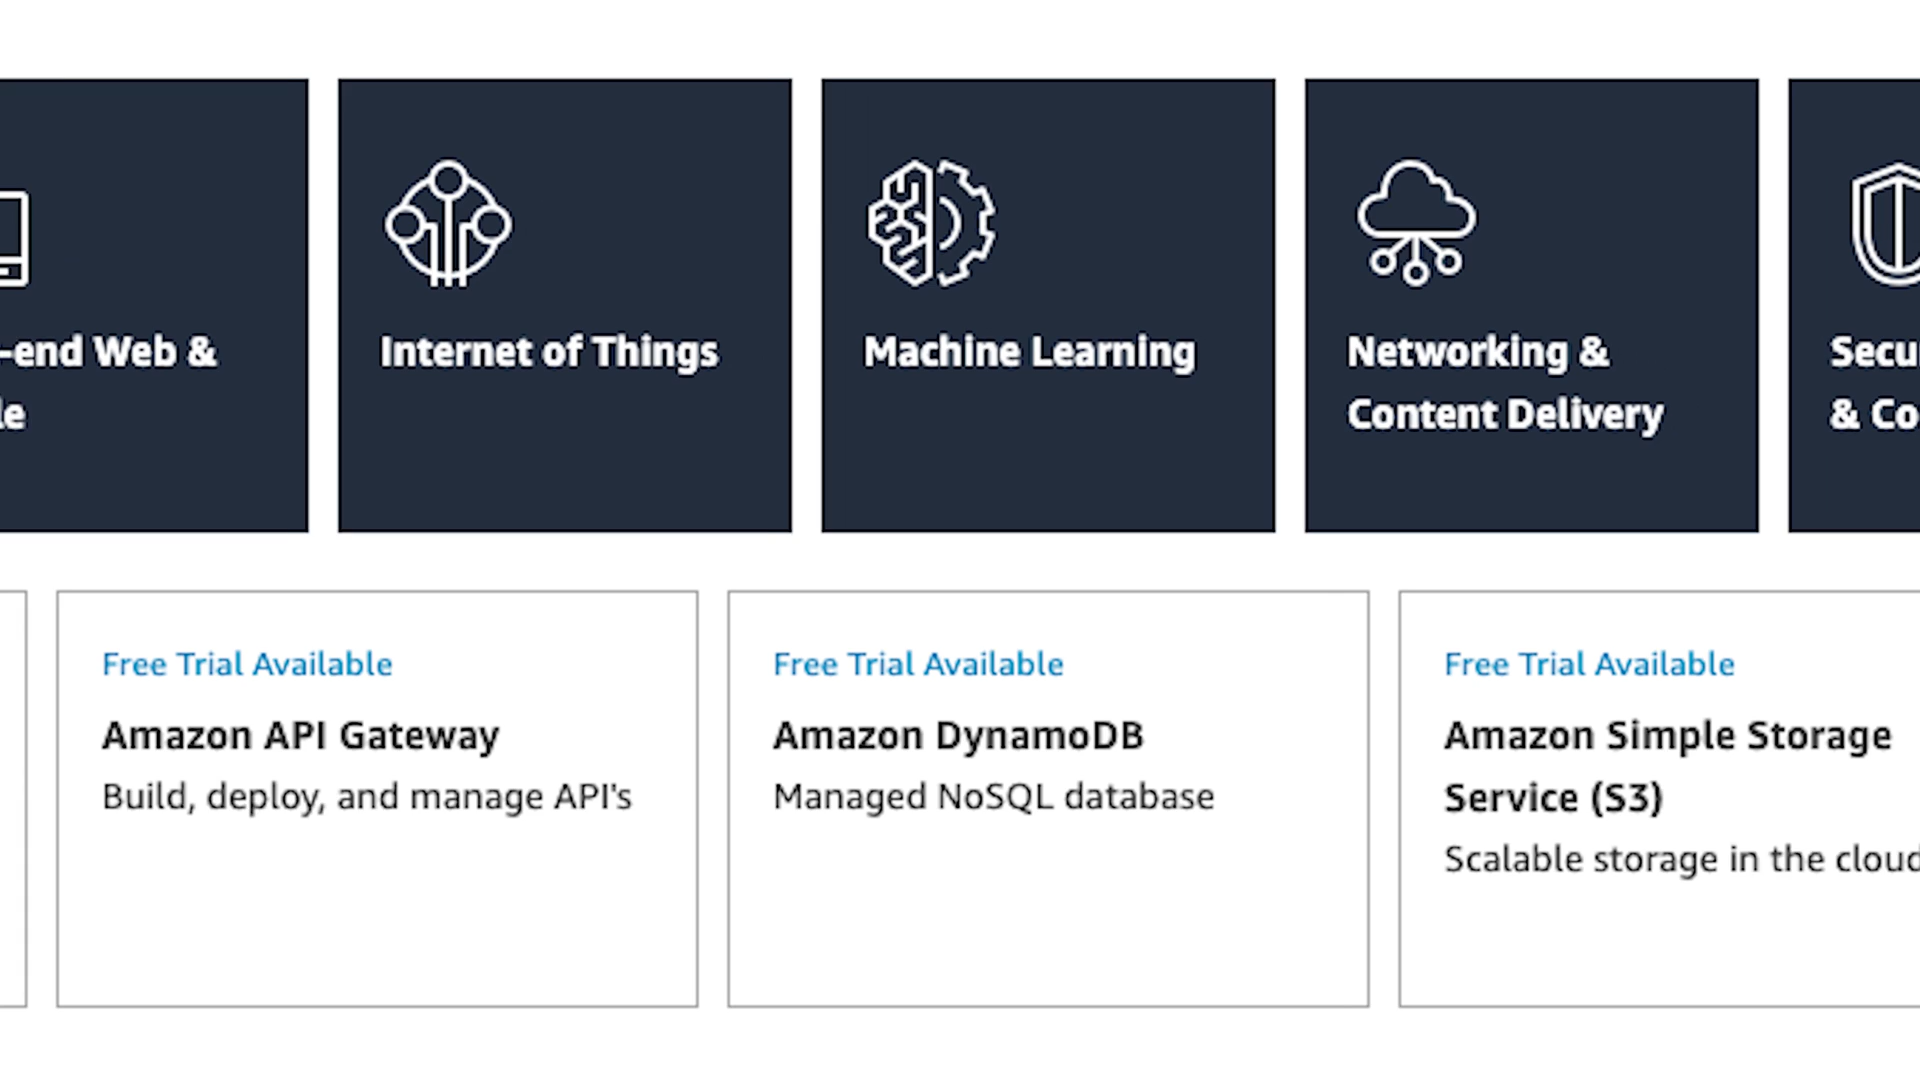 -end Web &
le
Internet of Things
Machine Learning
Networking &
Content Delivery
Secu
& Co
Free Trial Available
Amazon API Gateway
Build, deploy, and manage API's
Free Trial Available
Amazon DynamoDB
Managed NoSQL database
Free Trial Available
Amazon Simple Storage
Service (S3)
Scalable storage in the cloud